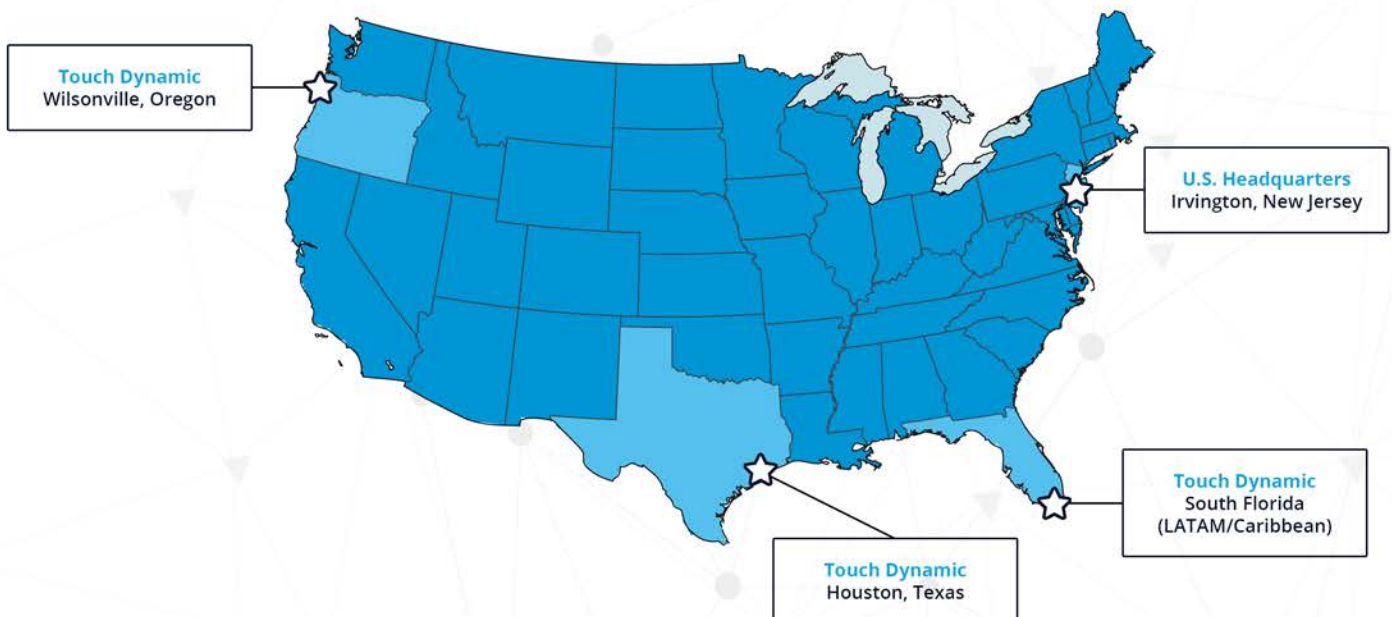 Touch Dynamic
Wilsonville, Oregon
U.S. Headquarters
Irvington, New Jersey
Touch Dynamic
South Florida
(LATAM/Caribbean)
Touch Dynamic
Houston, Texas